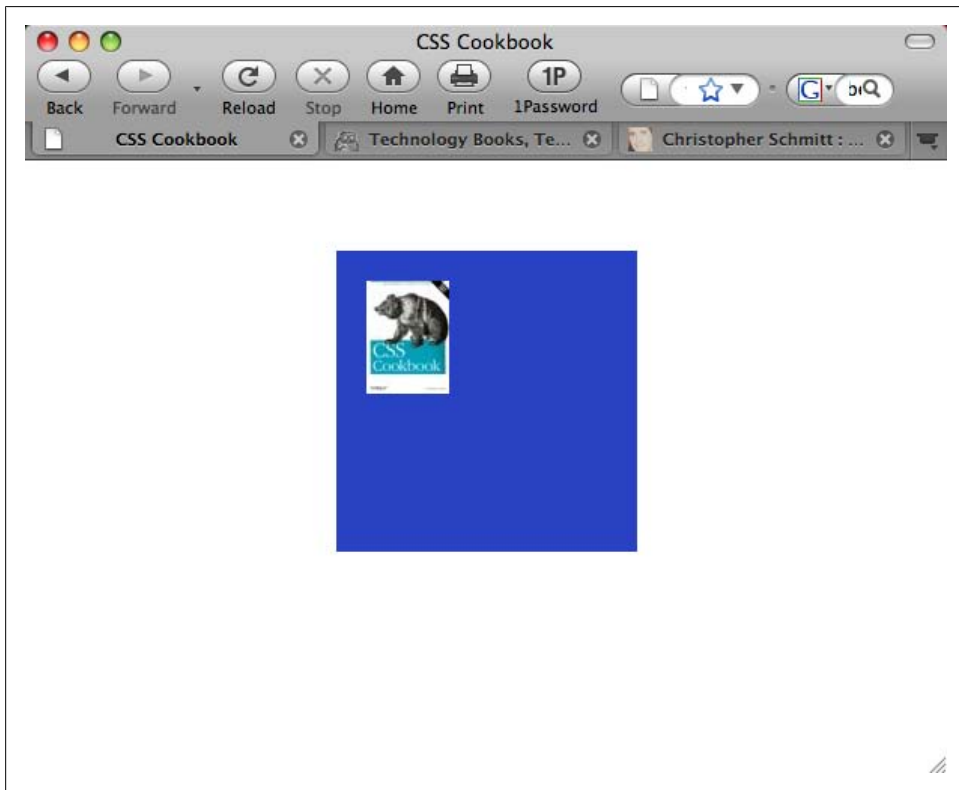 CSS Cookbook
1P
Back Forward Reload Stop Home Print 1Password
CSS Cookbook Technology Books, Te... Christopher Schmitt : ...
CSS
Cookbook